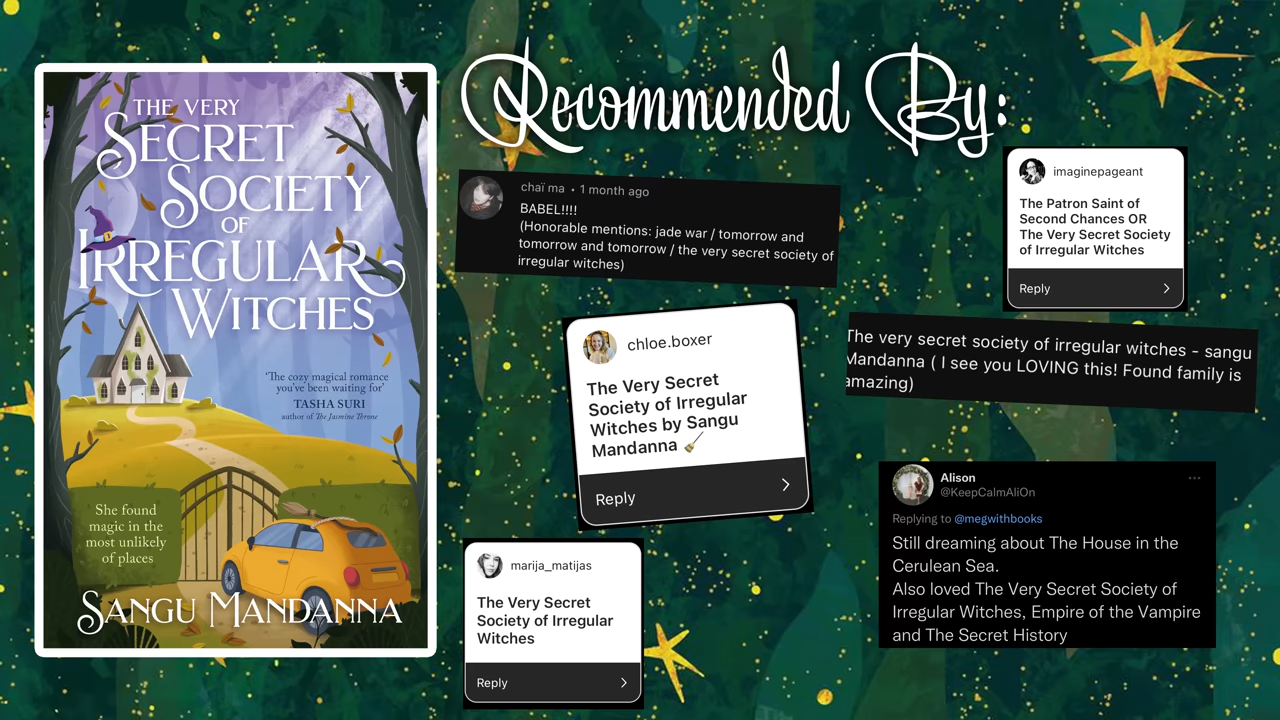 THE VERY
SECRET
SOCIETY
OF
IRREGULAR
WITCHES
'The cozy magical romance
you've been waiting for'
TASHA SURI
author of The Jasmine Throne
She found
magic in the
most unlikely
of places
SANGU MANDANNA
Recommended By:
chaï ma • 1 month ago
BABEL!!!!
(Honorable mentions: jade war / tomorrow and
tomorrow and tomorrow / the very secret society of
irregular witches)
imaginepageant
The Patron Saint of
Second Chances OR
The Very Secret Society
of Irregular Witches
Reply
chloe.boxer
The Very Secret
Society of Irregular
Witches by Sangu
Mandanna 🧹
Reply
The very secret society of irregular witches - sangu
Mandanna ( I see you LOVING this! Found family is
amazing)
marija_matijas
The Very Secret
Society of Irregular
Witches
Reply
Alison
@KeepCalmAliOn
Replying to @megwithbooks
Still dreaming about The House in the
Cerulean Sea.
Also loved The Very Secret Society of
Irregular Witches, Empire of the Vampire
and The Secret History